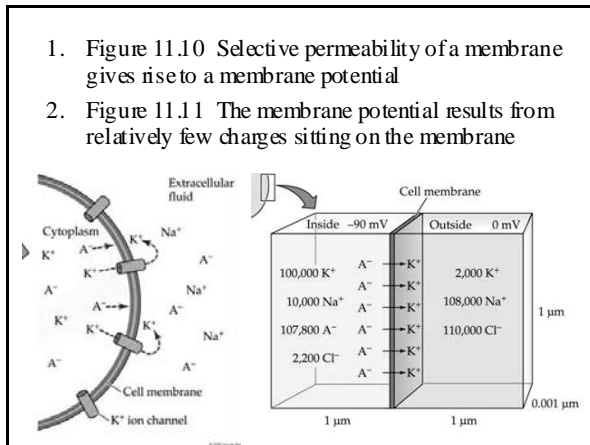 1. Figure 11.10 Selective permeability of a membrane
gives rise to a membrane potential
2. Figure 11.11 The membrane potential results from
relatively few charges sitting on the membrane
Extracellular
fluid
Cytoplasm
K⁺
A⁻
K⁺
Na⁺
A⁻
K⁺
A⁻
Na⁺
A⁻
K⁺
K⁺
K⁺
A⁻
Na⁺
A⁻
A⁻
Cell membrane
K⁺ ion channel
Cell membrane
Inside –90 mV
Outside 0 mV
100,000 K⁺
10,000 Na⁺
107,800 A⁻
2,200 Cl⁻
A⁻ K⁺
A⁻ K⁺
A⁻ K⁺
A⁻ K⁺
A⁻ K⁺
A⁻ K⁺
2,000 K⁺
108,000 Na⁺
110,000 Cl⁻
1 μm
0.001 μm
1 μm
1 μm